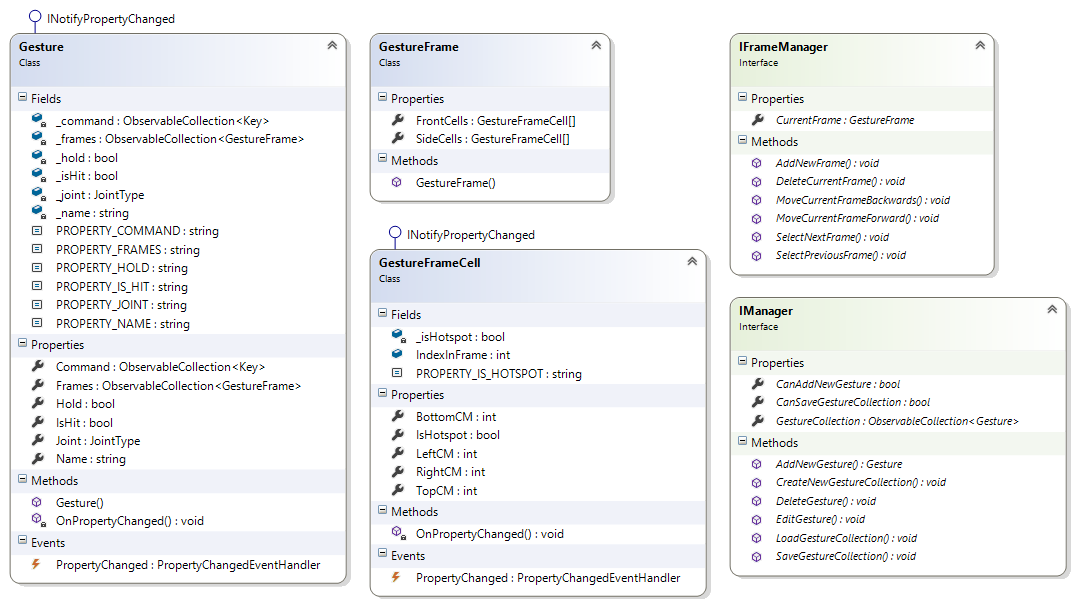 INotifyPropertyChanged
Gesture
Class
Fields
_command : ObservableCollection<Key>
_frames : ObservableCollection<GestureFrame>
_hold : bool
_isHit : bool
_joint : JointType
_name : string
PROPERTY_COMMAND : string
PROPERTY_FRAMES : string
PROPERTY_HOLD : string
PROPERTY_IS_HIT : string
PROPERTY_JOINT : string
PROPERTY_NAME : string
Properties
Command : ObservableCollection<Key>
Frames : ObservableCollection<GestureFrame>
Hold : bool
IsHit : bool
Joint : JointType
Name : string
Methods
Gesture()
OnPropertyChanged() : void
Events
PropertyChanged : PropertyChangedEventHandler
GestureFrame
Class
Properties
FrontCells : GestureFrameCell[]
SideCells : GestureFrameCell[]
Methods
GestureFrame()
INotifyPropertyChanged
GestureFrameCell
Class
Fields
_isHotspot : bool
IndexInFrame : int
PROPERTY_IS_HOTSPOT : string
Properties
BottomCM : int
IsHotspot : bool
LeftCM : int
RightCM : int
TopCM : int
Methods
OnPropertyChanged() : void
Events
PropertyChanged : PropertyChangedEventHandler
IFrameManager
Interface
Properties
CurrentFrame : GestureFrame
Methods
AddNewFrame() : void
DeleteCurrentFrame() : void
MoveCurrentFrameBackwards() : void
MoveCurrentFrameForward() : void
SelectNextFrame() : void
SelectPreviousFrame() : void
IManager
Interface
Properties
CanAddNewGesture : bool
CanSaveGestureCollection : bool
GestureCollection : ObservableCollection<Gesture>
Methods
AddNewGesture() : Gesture
CreateNewGestureCollection() : void
DeleteGesture() : void
EditGesture() : void
LoadGestureCollection() : void
SaveGestureCollection() : void